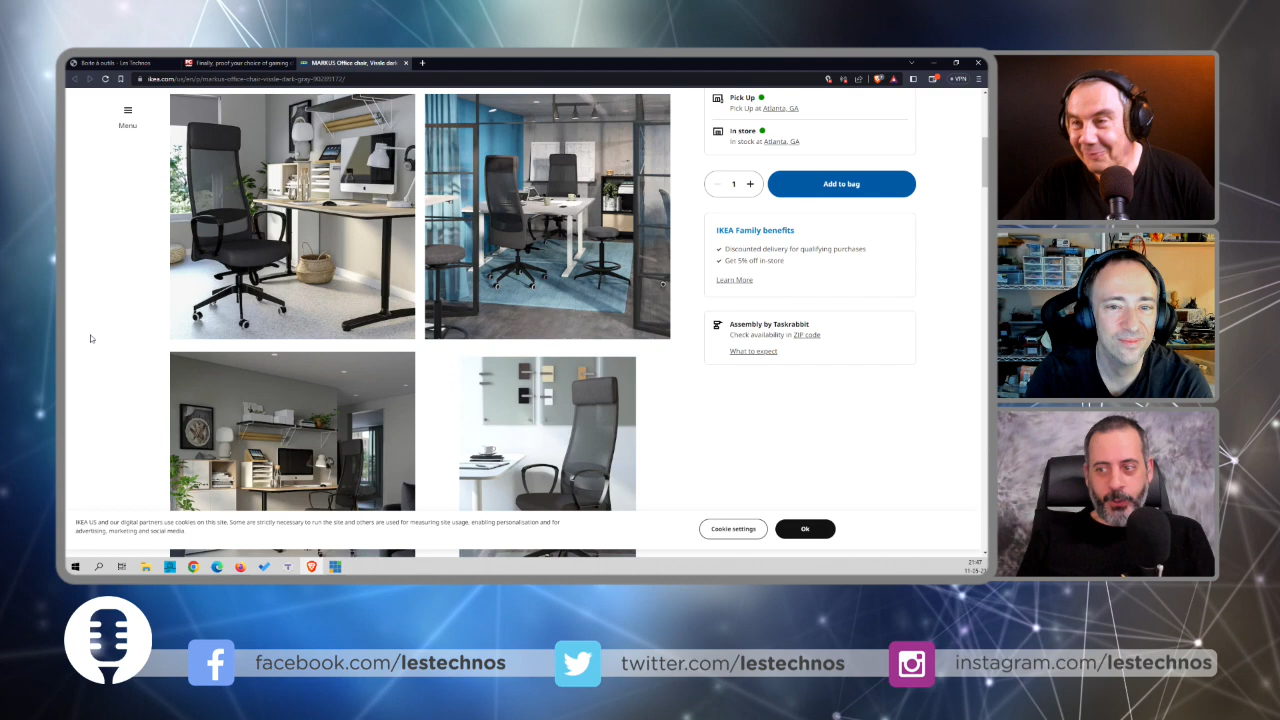 Boite à outils - Les Technos
Finally, proof your choice of gaming c
MARKUS Office chair, Vissle dark
ikea.com/us/en/p/markus-office-chair-vissle-dark-gray-90289172/
VPN
Menu
Pick Up
Pick Up at Atlanta, GA
In store
In stock at Atlanta, GA
1
Add to bag
IKEA Family benefits
Discounted delivery for qualifying purchases
Get 5% off in-store
Learn More
Assembly by Taskrabbit
Check availability in ZIP code
What to expect
IKEA US and our digital partners use cookies on this site. Some are strictly necessary to run the site and others are used for measuring site usage, enabling personalisation and for
advertising, marketing and social media.
Cookie settings
Ok
21:47
11-05-23
facebook.com/lestechnos
twitter.com/lestechnos
instagram.com/lestechnos